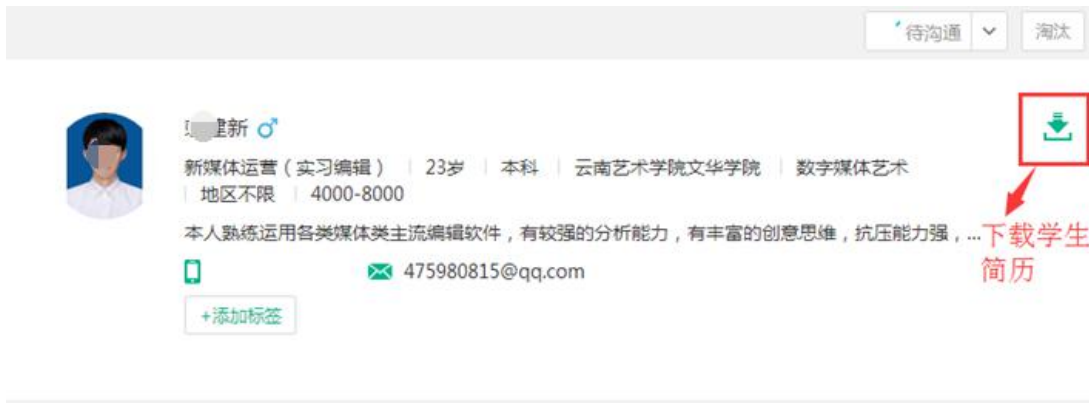 待沟通 淘汰
建新
新媒体运营（实习编辑） 23岁 本科 云南艺术学院文华学院 数字媒体艺术
地区不限 4000-8000
本人熟练运用各类媒体类主流编辑软件，有较强的分析能力，有丰富的创意思维，抗压能力强，...
下载学生
简历
475980815@qq.com
+添加标签